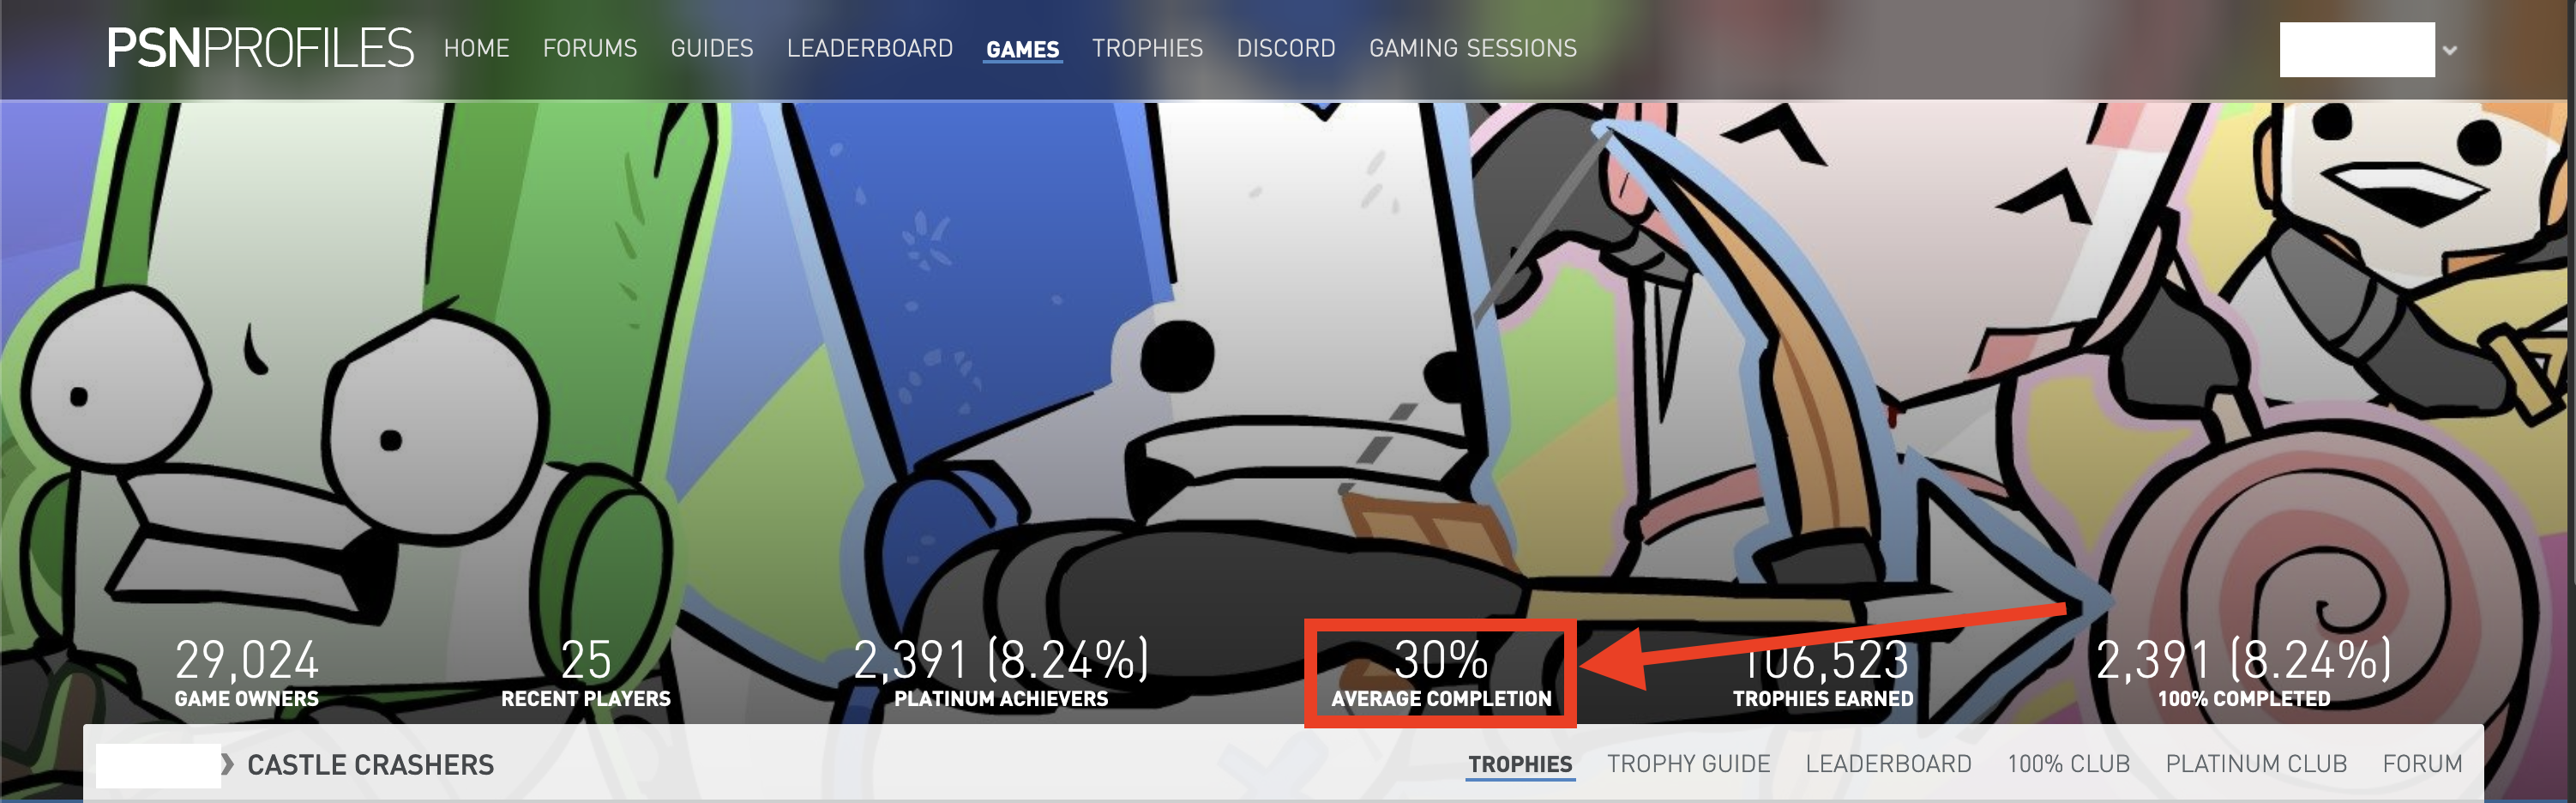 PSNPROFILES HOME FORUMS GUIDES LEADERBOARD GAMES TROPHIES DISCORD GAMING SESSIONS
29,024 25 2,391 (8.24%) 30% 106,523 2,391 (8.24%)
GAME OWNERS RECENT PLAYERS PLATINUM ACHIEVERS AVERAGE COMPLETION TROPHIES EARNED 100% COMPLETED
❯ CASTLE CRASHERS TROPHIES TROPHY GUIDE LEADERBOARD 100% CLUB PLATINUM CLUB FORUM